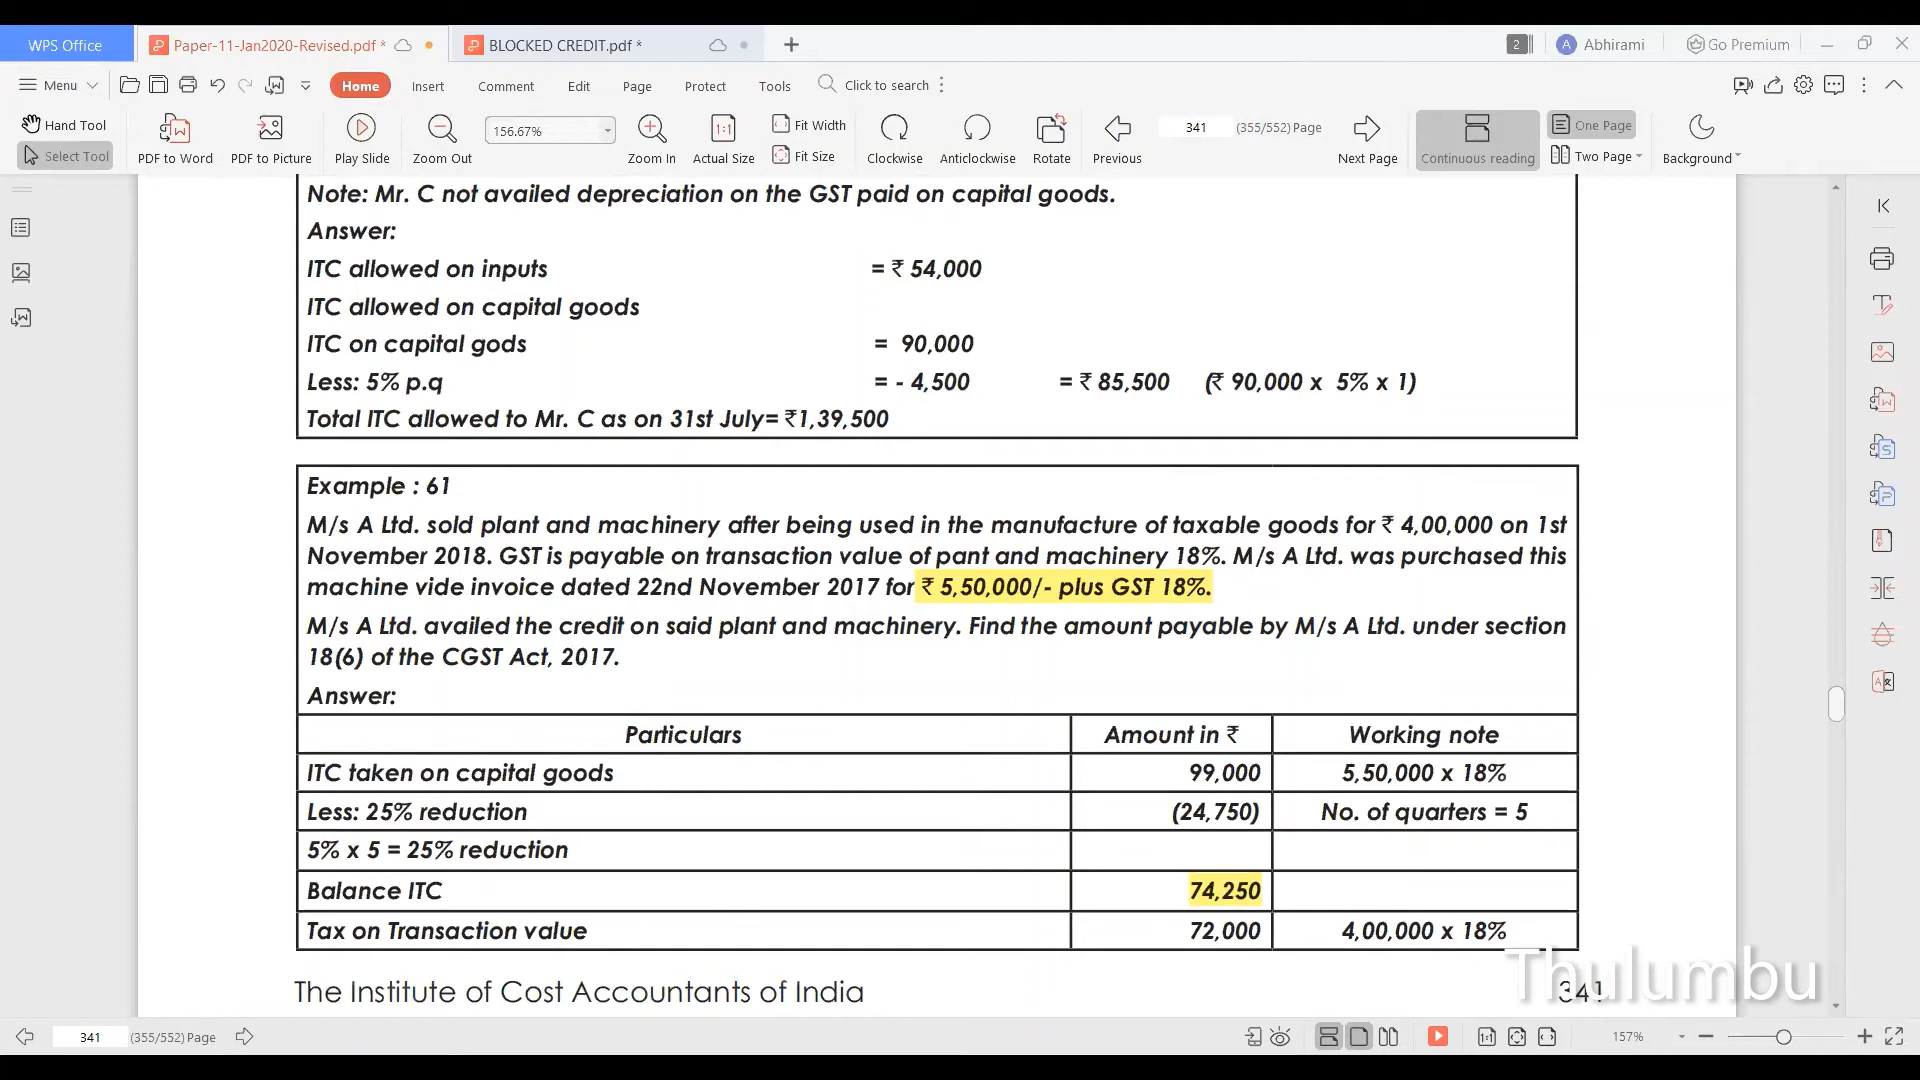 WPS Office
Paper-11-Jan2020-Revised.pdf *
BLOCKED CREDIT.pdf *
2
A Abhirami
Go Premium
Menu
Home Insert Comment Edit Page Protect Tools Click to search
Hand Tool
Select Tool
PDF to Word
PDF to Picture
Play Slide
Zoom Out
156.67%
Zoom In
1:1
Actual Size
Fit Width
Fit Size
Clockwise
Anticlockwise
Rotate
Previous
341 (355/552) Page
Next Page
Continuous reading
One Page
Two Page
Background
Note: Mr. C not availed depreciation on the GST paid on capital goods.
Answer:
ITC allowed on inputs = ₹ 54,000
ITC allowed on capital goods
ITC on capital gods = 90,000
Less: 5% p.q = - 4,500 = ₹ 85,500 (₹ 90,000 x 5% x 1)
Total ITC allowed to Mr. C as on 31st July= ₹1,39,500
Example : 61
M/s A Ltd. sold plant and machinery after being used in the manufacture of taxable goods for ₹ 4,00,000 on 1st
November 2018. GST is payable on transaction value of pant and machinery 18%. M/s A Ltd. was purchased this
machine vide invoice dated 22nd November 2017 for ₹ 5,50,000/- plus GST 18%.
M/s A Ltd. availed the credit on said plant and machinery. Find the amount payable by M/s A Ltd. under section
18(6) of the CGST Act, 2017.
Answer:
Particulars Amount in ₹ Working note
ITC taken on capital goods 99,000 5,50,000 x 18%
Less: 25% reduction (24,750) No. of quarters = 5
5% x 5 = 25% reduction
Balance ITC 74,250
Tax on Transaction value 72,000 4,00,000 x 18%
The Institute of Cost Accountants of India 341
Thulumbu
341 (355/552) Page
157%